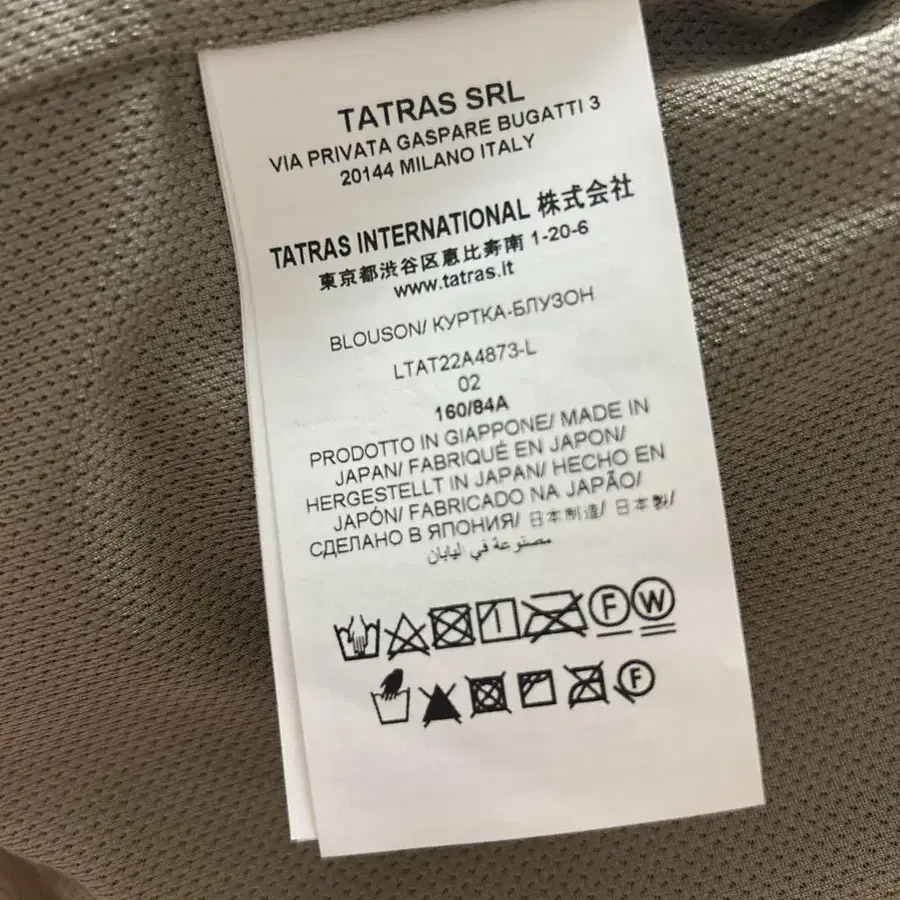 TATRAS SRL
VIA PRIVATA GASPARE BUGATTI 3
20144 MILANO ITALY
TATRAS INTERNATIONAL 株式会社
東京都渋谷区恵比寿南 1-20-6
www.tatras.it
BLOUSON/ КУРТКА-БЛУЗОН
LTAT22A4873-L
02
160/84A
PRODOTTO IN GIAPPONE/ MADE IN
JAPAN/ FABRIQUÉ EN JAPON/
HERGESTELLT IN JAPAN/ HECHO EN
JAPÓN/ FABRICADO NA JAPÃO/
СДЕЛАНО В ЯПОНИЯ/ 日本制造/ 日本製/
مصنوعة في اليابان
F W
F